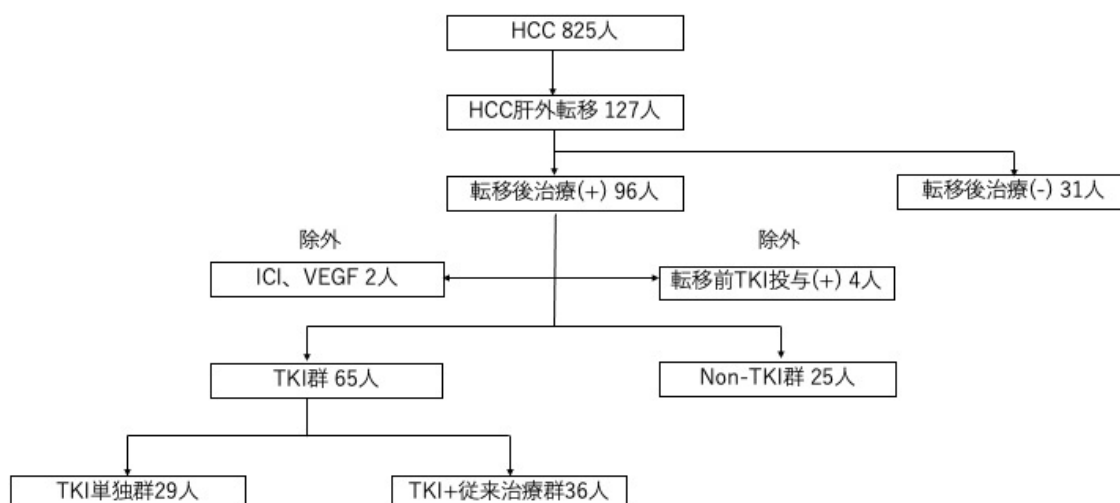 HCC 825人
HCC肝外転移 127人
転移後治療(+) 96人
転移後治療(-) 31人
除外
除外
ICI、VEGF 2人
転移前TKI投与(+) 4人
TKI群 65人
Non-TKI群 25人
TKI単独群29人
TKI+従来治療群36人